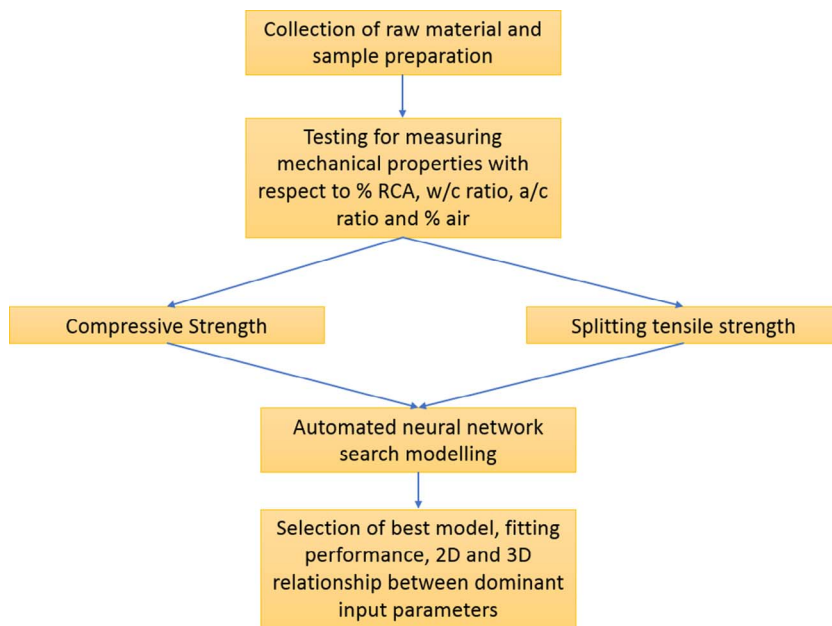 Collection of raw material and
sample preparation
Testing for measuring
mechanical properties with
respect to % RCA, w/c ratio, a/c
ratio and % air
Compressive Strength
Splitting tensile strength
Automated neural network
search modelling
Selection of best model, fitting
performance, 2D and 3D
relationship between dominant
input parameters